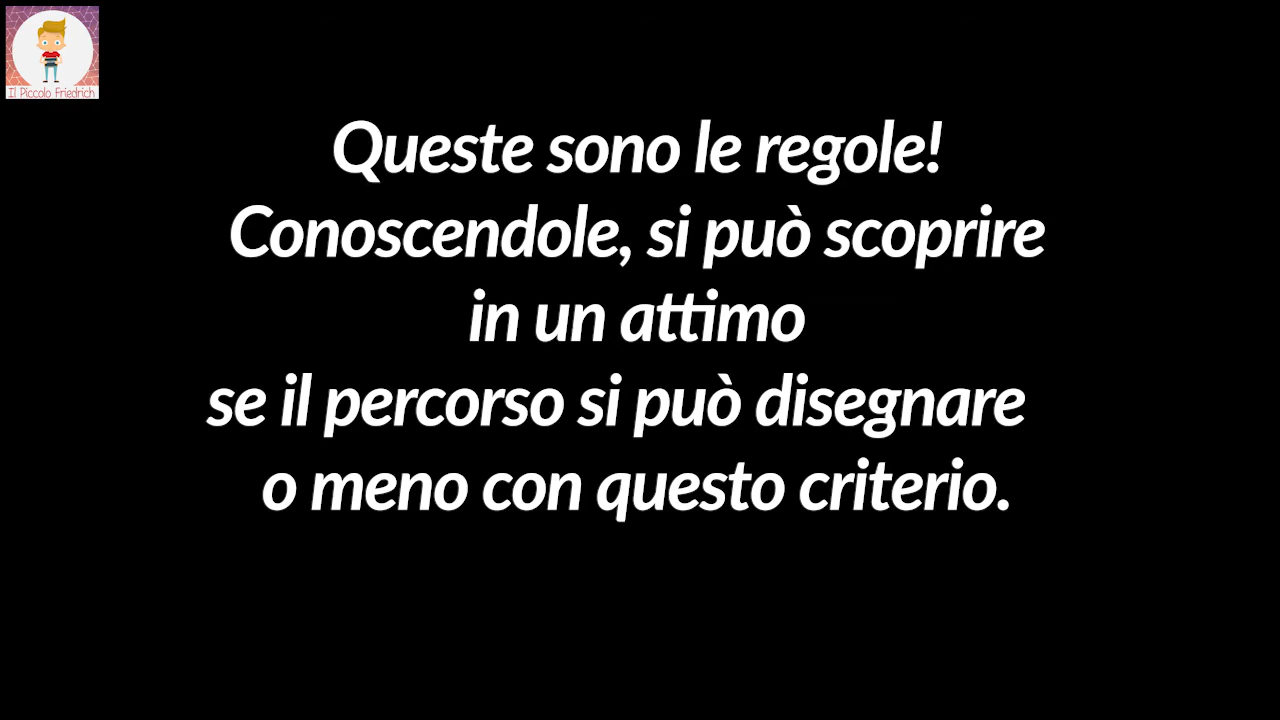 Il Piccolo Friedrich
Queste sono le regole!
Conoscendole, si può scoprire
in un attimo
se il percorso si può disegnare
o meno con questo criterio.